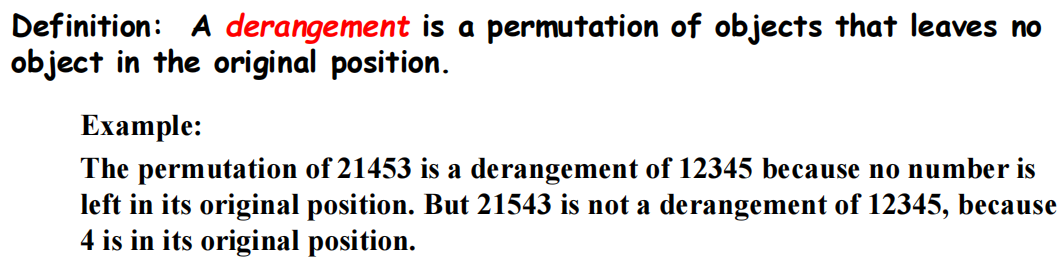 Definition: A derangement is a permutation of objects that leaves no
object in the original position.
Example:
The permutation of 21453 is a derangement of 12345 because no number is
left in its original position. But 21543 is not a derangement of 12345, because
4 is in its original position.